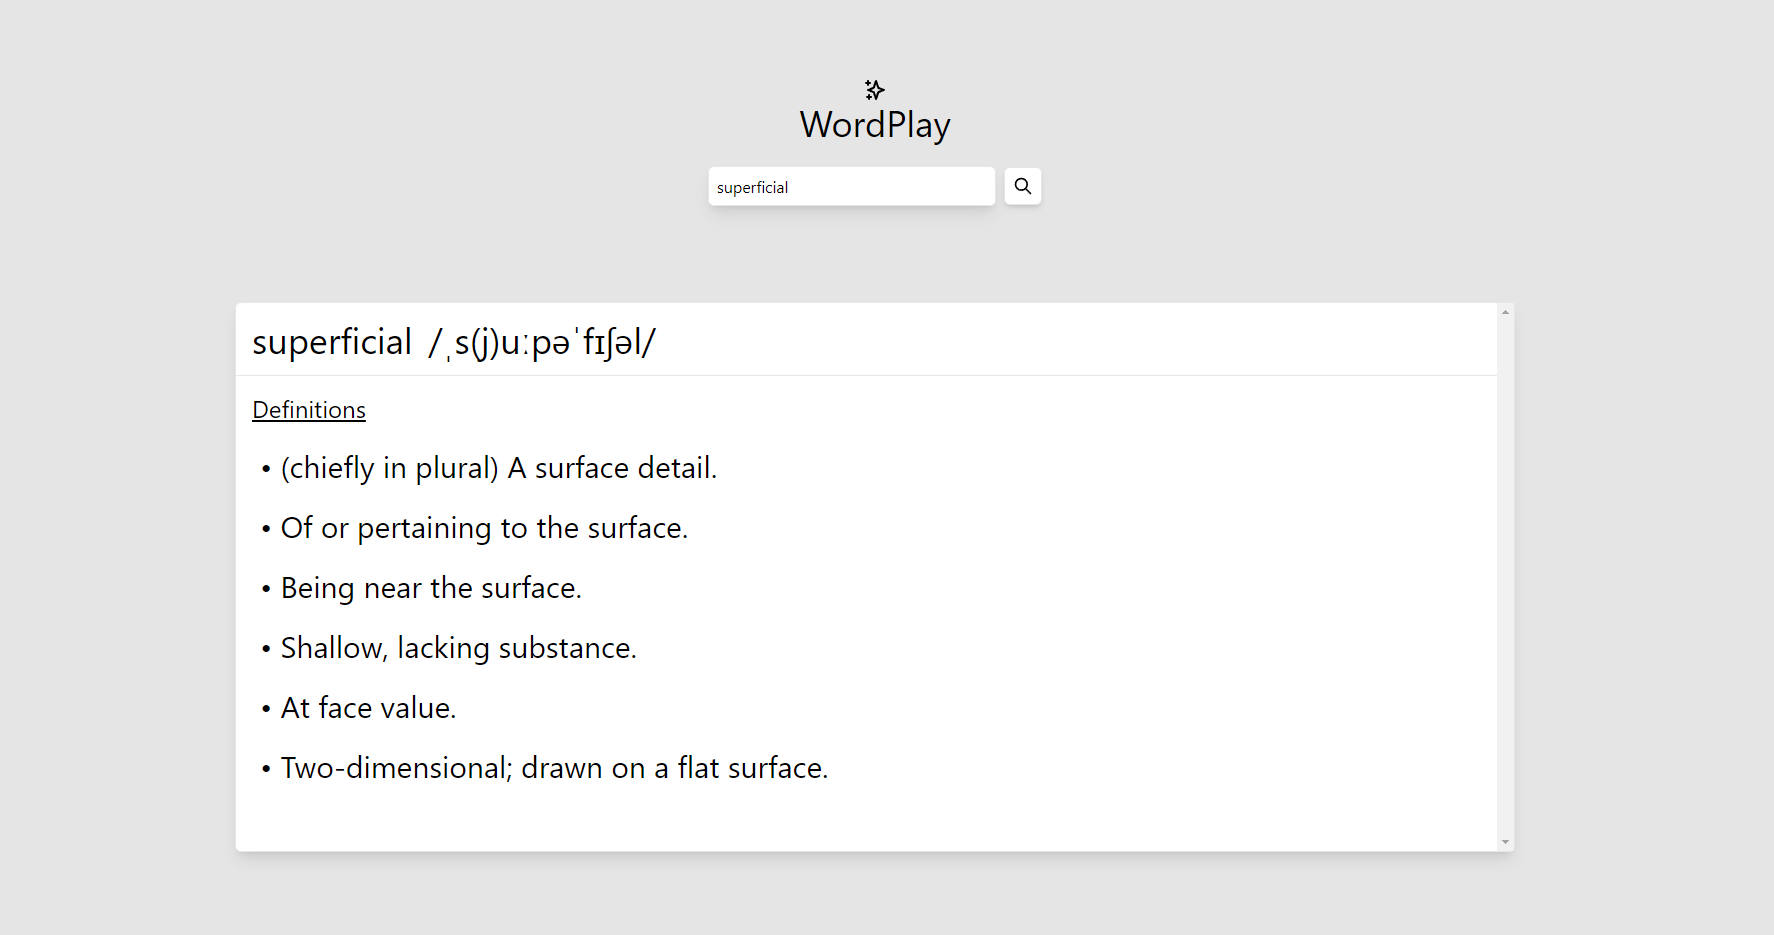 WordPlay
superficial
superficial /ˌs(j)uːpəˈfɪʃəl/
Definitions
• (chiefly in plural) A surface detail.
• Of or pertaining to the surface.
• Being near the surface.
• Shallow, lacking substance.
• At face value.
• Two-dimensional; drawn on a flat surface.